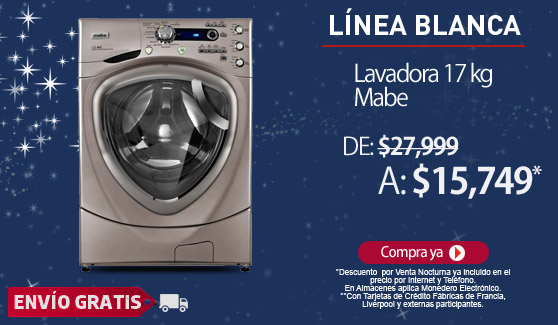 LÍNEA BLANCA
Lavadora 17 kg
Mabe
DE: $27,999
A: $15,749*
Compra ya
*Descuento por Venta Nocturna ya incluido en el
precio por Internet y Teléfono.
En Almacenes aplica Monedero Electrónico.
**Con Tarjetas de Crédito Fábricas de Francia,
Liverpool y externas participantes.
ENVÍO GRATIS
mabe